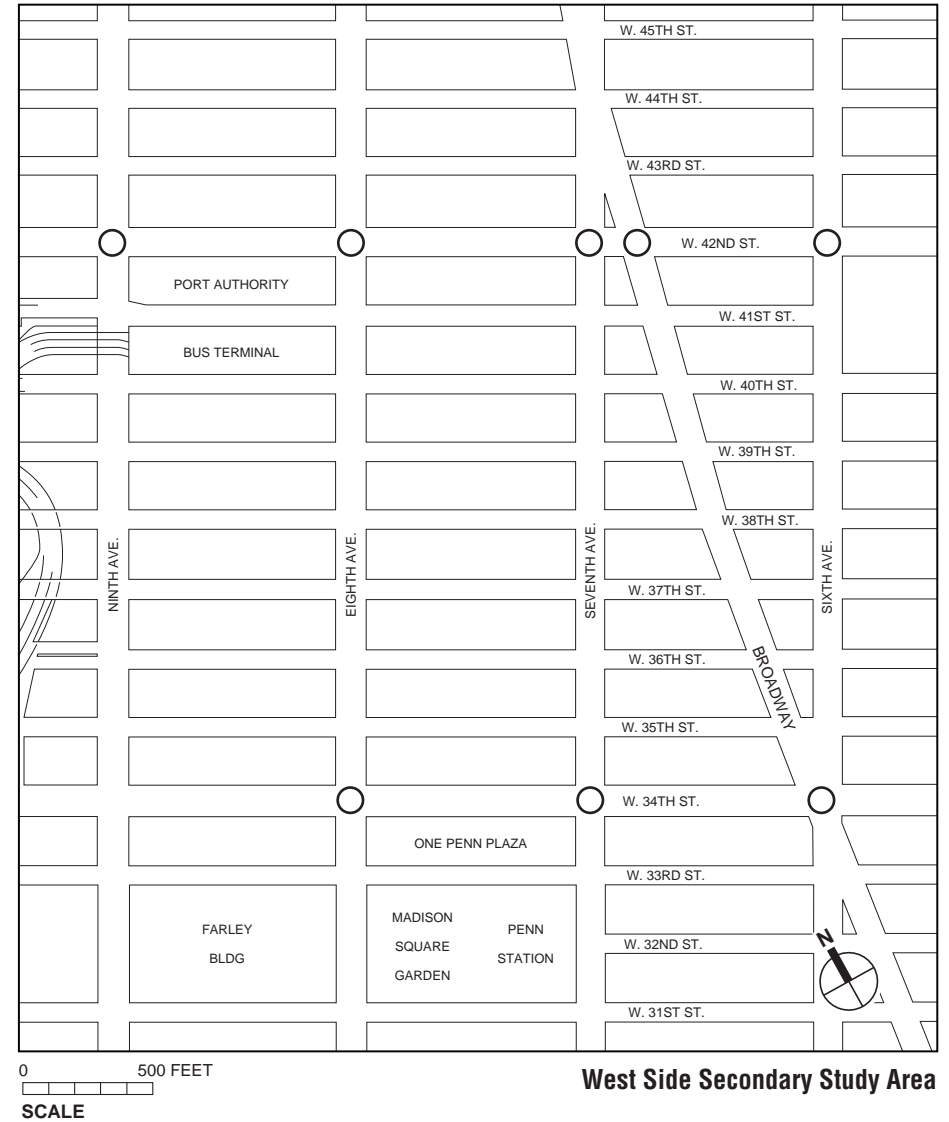 W. 45TH ST.
W. 44TH ST.
W. 43RD ST.
W. 42ND ST.
PORT AUTHORITY
W. 41ST ST.
BUS TERMINAL
W. 40TH ST.
W. 39TH ST.
W. 38TH ST.
NINTH AVE.
EIGHTH AVE.
SEVENTH AVE.
SIXTH AVE.
W. 37TH ST.
W. 36TH ST.
BROADWAY
W. 35TH ST.
W. 34TH ST.
ONE PENN PLAZA
W. 33RD ST.
FARLEY
BLDG
MADISON
SQUARE
GARDEN
PENN
STATION
W. 32ND ST.
N
W. 31ST ST.
0 500 FEET
SCALE
West Side Secondary Study Area